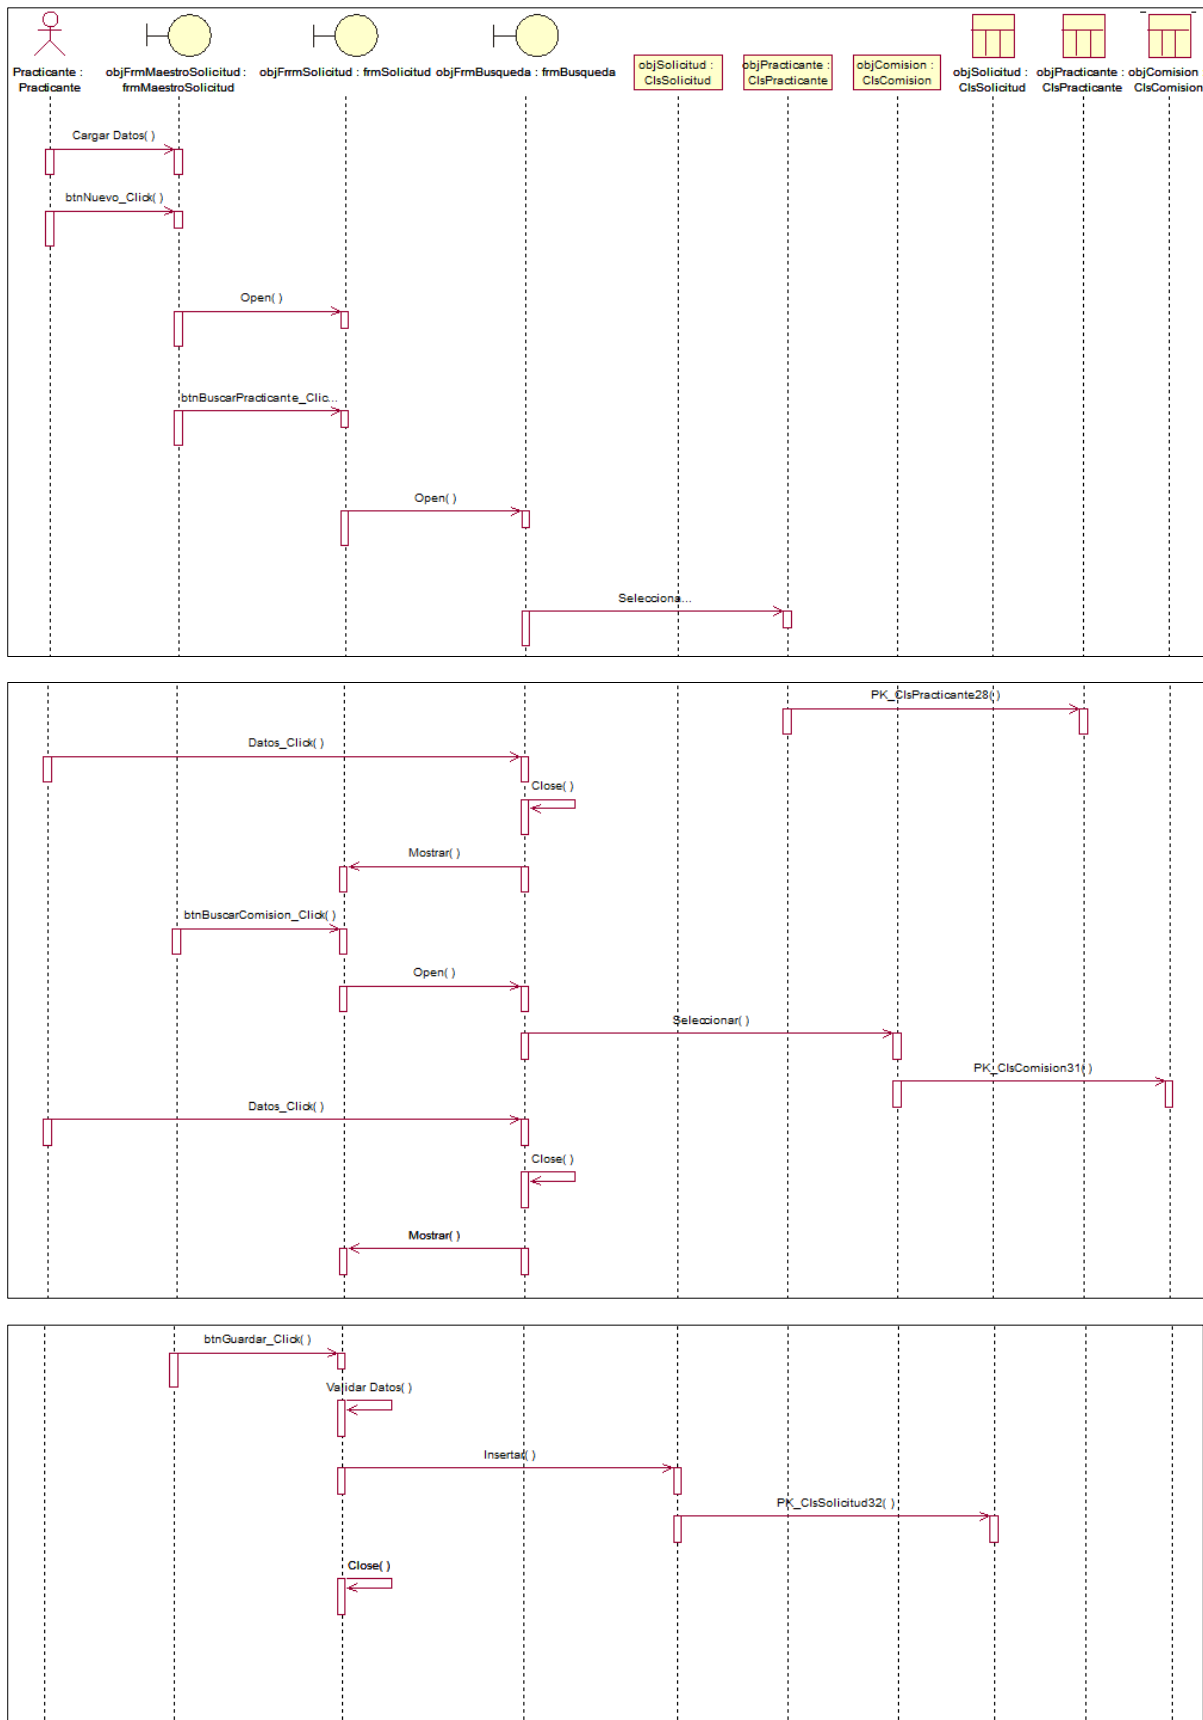 Practicante :
Practicante
objFrmMaestroSolicitud :
frmMaestroSolicitud
objFrrmSolicitud : frmSolicitud
objFrmBusqueda : frmBusqueda
objSolicitud :
ClsSolicitud
objPracticante :
ClsPracticante
objComision :
ClsComision
objSolicitud :
ClsSolicitud
objPracticante :
ClsPracticante
objComision
ClsComision
Cargar Datos( )
btnNuevo_Click( )
Open( )
btnBuscarPracticante_Clic...
Open( )
Selecciona...
PK_ClsPracticante28( )
Datos_Click( )
Close( )
Mostrar( )
btnBuscarComision_Click( )
Open( )
Seleccionar( )
PK_ClsComision31( )
Datos_Click( )
Close( )
Mostrar( )
btnGuardar_Click( )
Validar Datos( )
Insertar( )
PK_ClsSolicitud32( )
Close( )